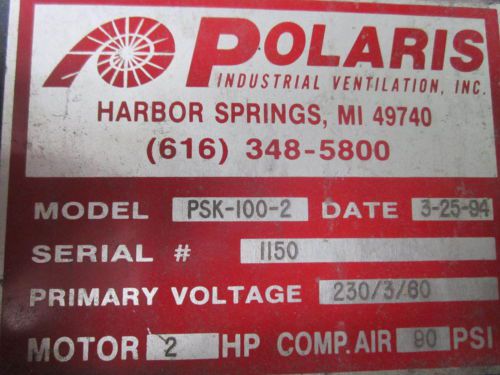 POLARIS
INDUSTRIAL VENTILATION, INC.
HARBOR SPRINGS, MI 49740
(616) 348-5800
MODEL PSK-100-2 DATE 3-25-94
SERIAL # 1150
PRIMARY VOLTAGE 230/3/60
MOTOR 2 HP COMP. AIR 90 PSI